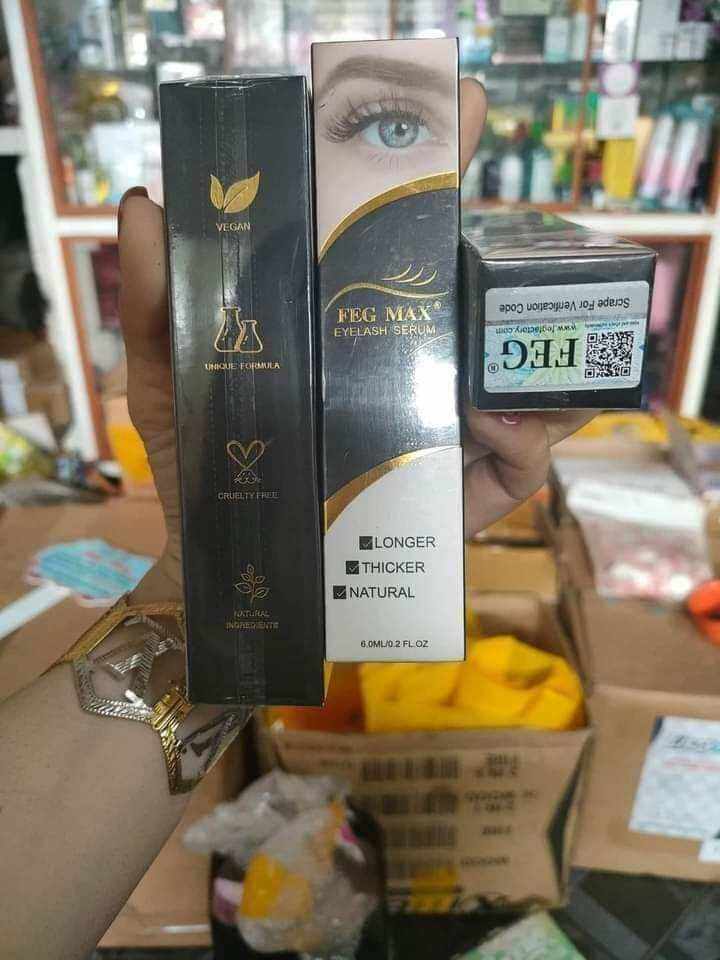 VEGAN
UNIQUE FORMULA
CRUELTY FREE
NATURAL
INGREDIENTS
FEG MAX®
EYELASH SERUM
LONGER
THICKER
NATURAL
6.0ML/0.2 FL.OZ
Scrape For Verification Code
www.fegfactory.com
FEG®